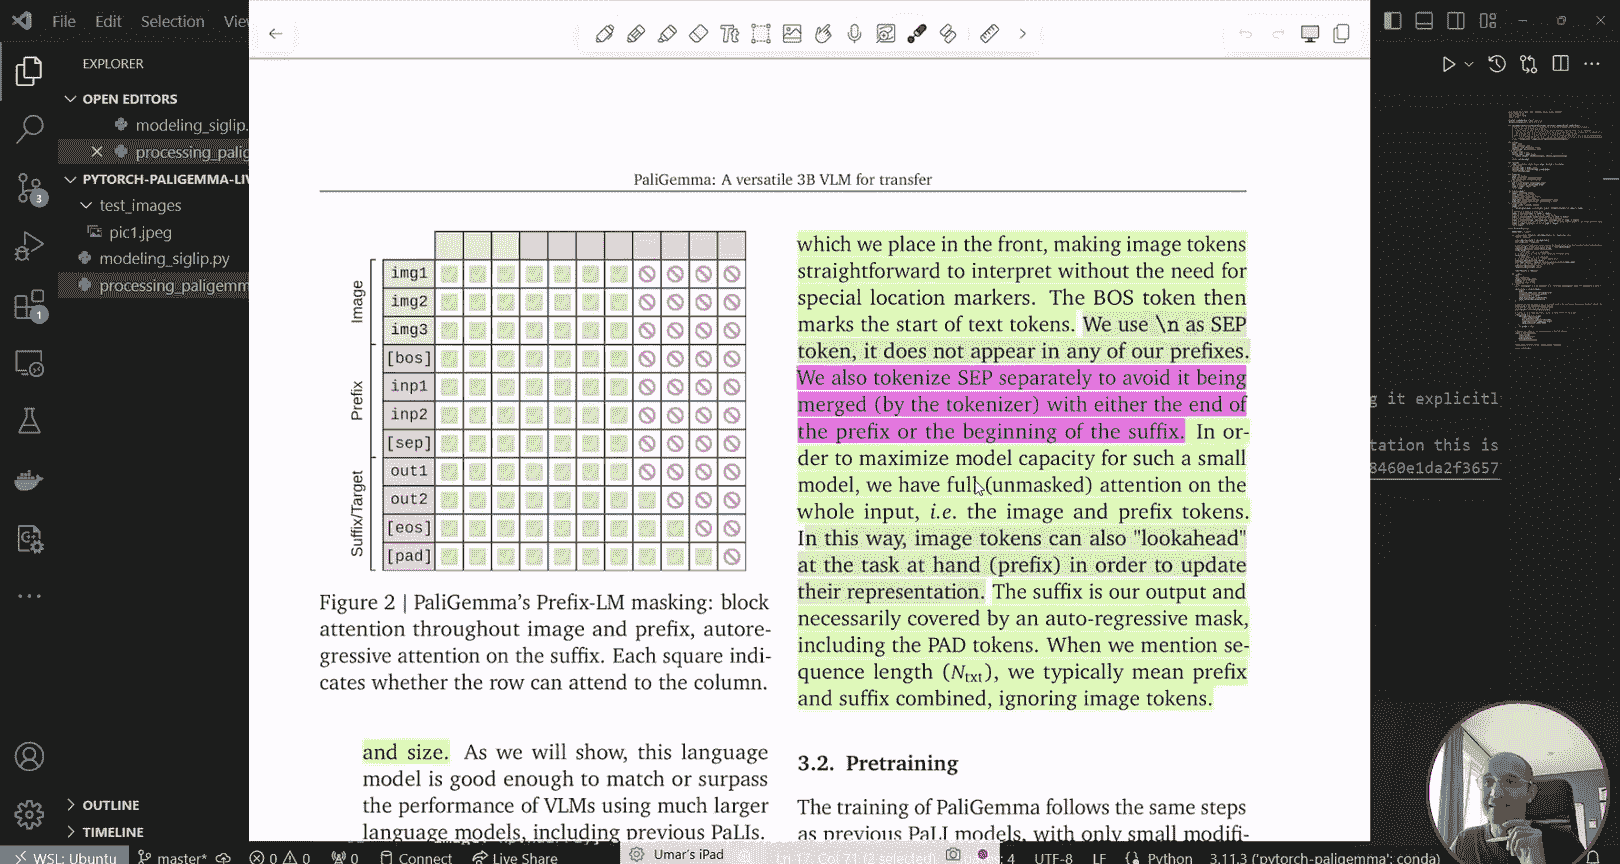 File Edit Selection
EXPLORER
OPEN EDITORS
modeling_siglip.
processing_palig
PYTORCH-PALIGEMMA-LIV
test_images
pic1.jpeg
modeling_siglip.py
processing_paligemm
3
1
OUTLINE
TIMELINE
PaliGemma: A versatile 3B VLM for transfer
Image
Prefix
Suffix/Target
img1
img2
img3
[bos]
inp1
inp2
[sep]
out1
out2
[eos]
[pad]
Figure 2 | PaliGemma's Prefix-LM masking: block
attention throughout image and prefix, autore-
gressive attention on the suffix. Each square indi-
cates whether the row can attend to the column.
and size. As we will show, this language
model is good enough to match or surpass
the performance of VLMs using much larger
language models, including previous PaLIs.
which we place in the front, making image tokens
straightforward to interpret without the need for
special location markers. The BOS token then
marks the start of text tokens. We use \n as SEP
token, it does not appear in any of our prefixes.
We also tokenize SEP separately to avoid it being
merged (by the tokenizer) with either the end of
the prefix or the beginning of the suffix. In or-
der to maximize model capacity for such a small
model, we have full (unmasked) attention on the
whole input, i.e. the image and prefix tokens.
In this way, image tokens can also "lookahead"
at the task at hand (prefix) in order to update
their representation. The suffix is our output and
necessarily covered by an auto-regressive mask,
including the PAD tokens. When we mention se-
quence length (Ntxt), we typically mean prefix
and suffix combined, ignoring image tokens.
3.2. Pretraining
The training of PaliGemma follows the same steps
as previous PaLI models, with only small modifi-
g it explicitl
tation this is
8460e1da2f3657
WSL: Ubuntu master* 0 0 0 Connect Live Share
Umar's iPad
4 UTF-8 LF Python 3.11.3 ('pytorch-paligemma': conda)